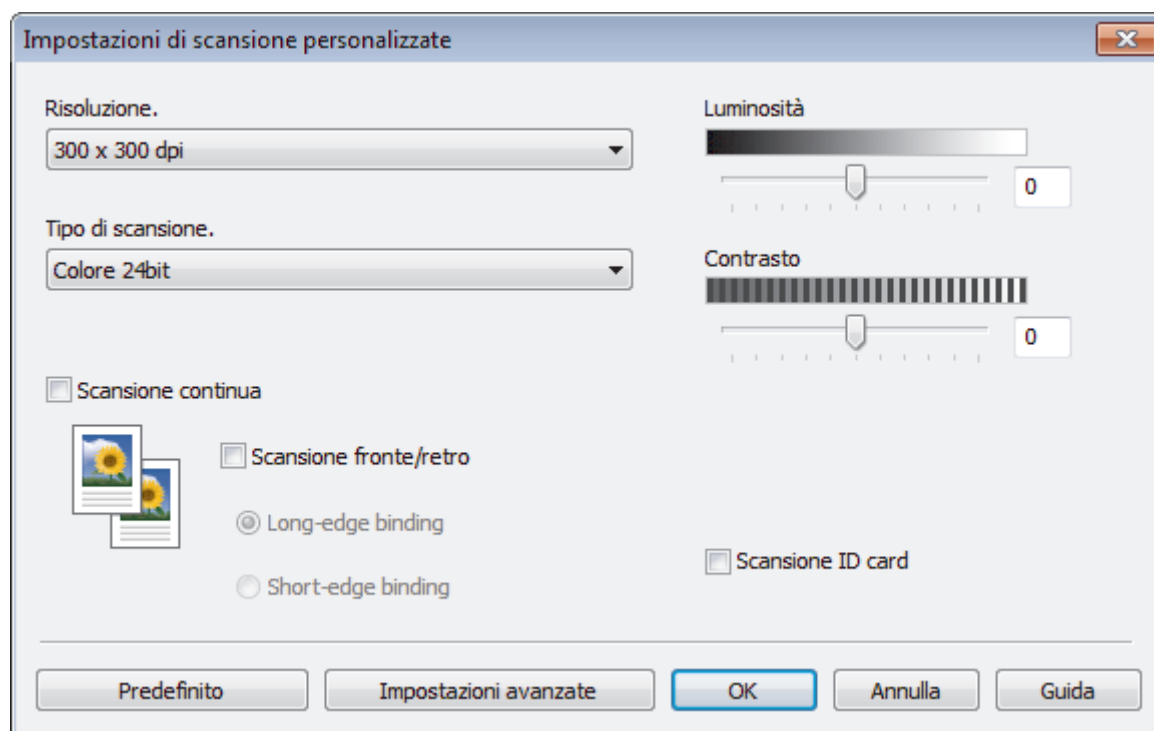 Impostazioni di scansione personalizzate
Risoluzione.
300 x 300 dpi
Tipo di scansione.
Colore 24bit
Luminosità
0
Contrasto
0
Scansione continua
Scansione fronte/retro
Long-edge binding
Short-edge binding
Scansione ID card
Predefinito
Impostazioni avanzate
OK
Annulla
Guida